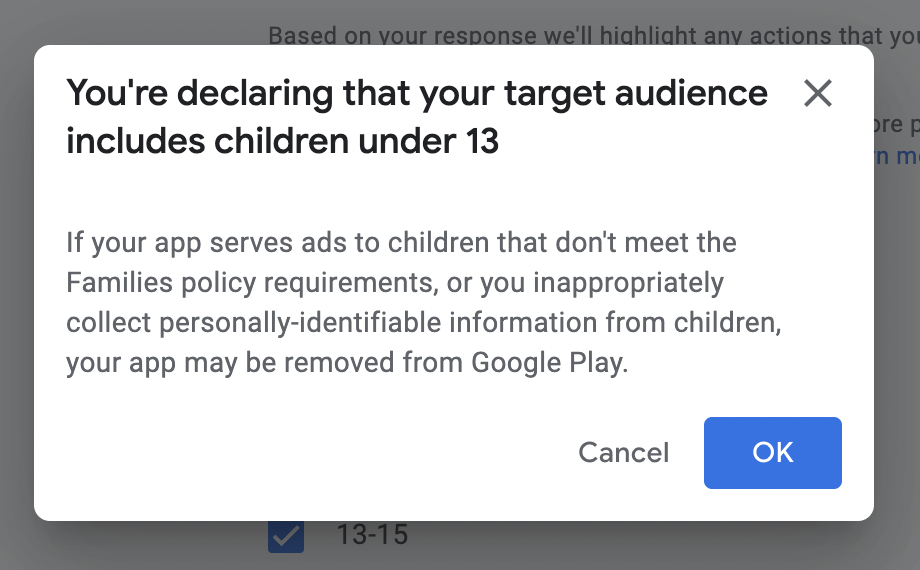 Based on your response we'll highlight any actions that you
You're declaring that your target audience
includes children under 13
If your app serves ads to children that don't meet the
Families policy requirements, or you inappropriately
collect personally-identifiable information from children,
your app may be removed from Google Play.
Cancel
OK
13-15